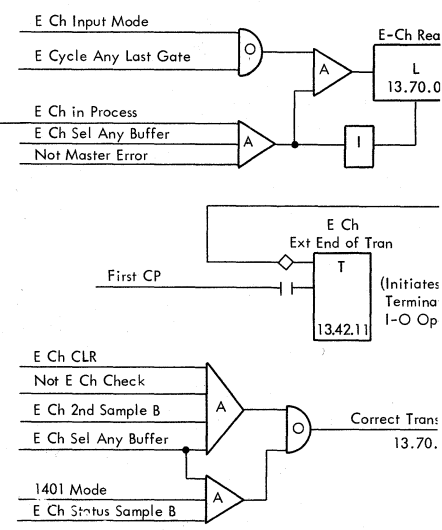 E Ch Input Mode
O
E Cycle Any Last Gate
A
E-Ch Rea
L
13.70.0
E Ch in Process
E Ch Sel Any Buffer
A
I
Not Master Error
E Ch
Ext End of Tran
T
First CP
(Initiates
Termina
I-O Op
13.42.11
E Ch CLR
Not E Ch Check
A
E Ch 2nd Sample B
O
Correct Trans
E Ch Sel Any Buffer
13.70.
1401 Mode
A
E Ch Status Sample B